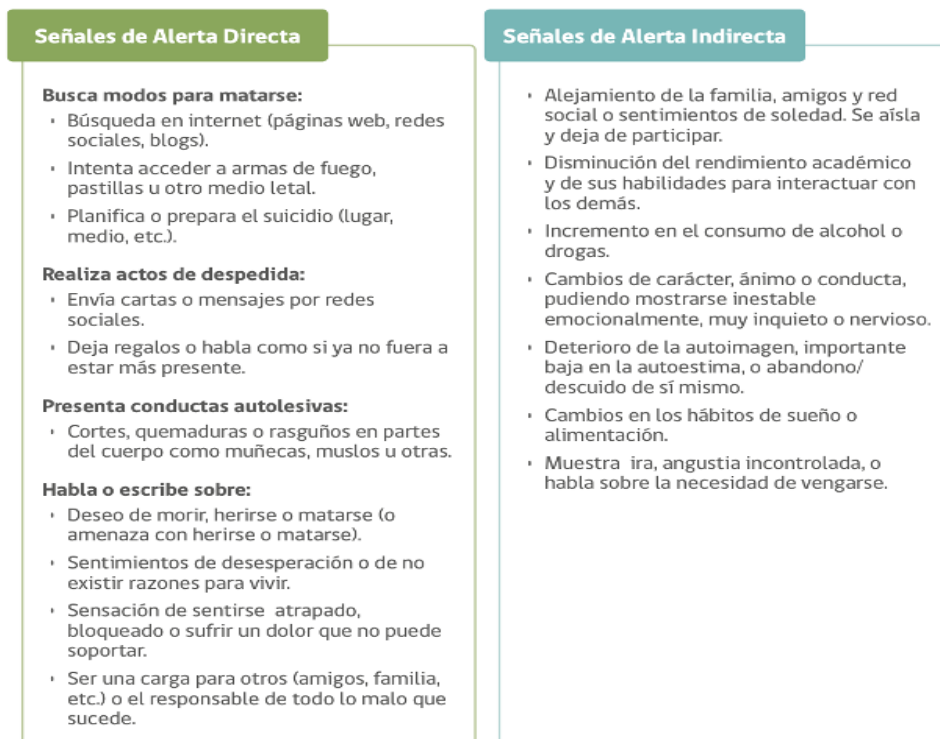 Señales de Alerta Directa
Busca modos para matarse:
· Búsqueda en internet (páginas web, redes
sociales, blogs).
· Intenta acceder a armas de fuego,
pastillas u otro medio letal.
· Planifica o prepara el suicidio (lugar,
medio, etc.).
Realiza actos de despedida:
· Envía cartas o mensajes por redes
sociales.
· Deja regalos o habla como si ya no fuera a
estar más presente.
Presenta conductas autolesivas:
· Cortes, quemaduras o rasguños en partes
del cuerpo como muñecas, muslos u otras.
Habla o escribe sobre:
· Deseo de morir, herirse o matarse (o
amenaza con herirse o matarse).
· Sentimientos de desesperación o de no
existir razones para vivir.
· Sensación de sentirse atrapado,
bloqueado o sufrir un dolor que no puede
soportar.
· Ser una carga para otros (amigos, familia,
etc.) o el responsable de todo lo malo que
sucede.
Señales de Alerta Indirecta
· Alejamiento de la familia, amigos y red
social o sentimientos de soledad. Se aísla
y deja de participar.
· Disminución del rendimiento académico
y de sus habilidades para interactuar con
los demás.
· Incremento en el consumo de alcohol o
drogas.
· Cambios de carácter, ánimo o conducta,
pudiendo mostrarse inestable
emocionalmente, muy inquieto o nervioso.
· Deterioro de la autoimagen, importante
baja en la autoestima, o abandono/
descuido de sí mismo.
· Cambios en los hábitos de sueño o
alimentación.
· Muestra ira, angustia incontrolada, o
habla sobre la necesidad de vengarse.